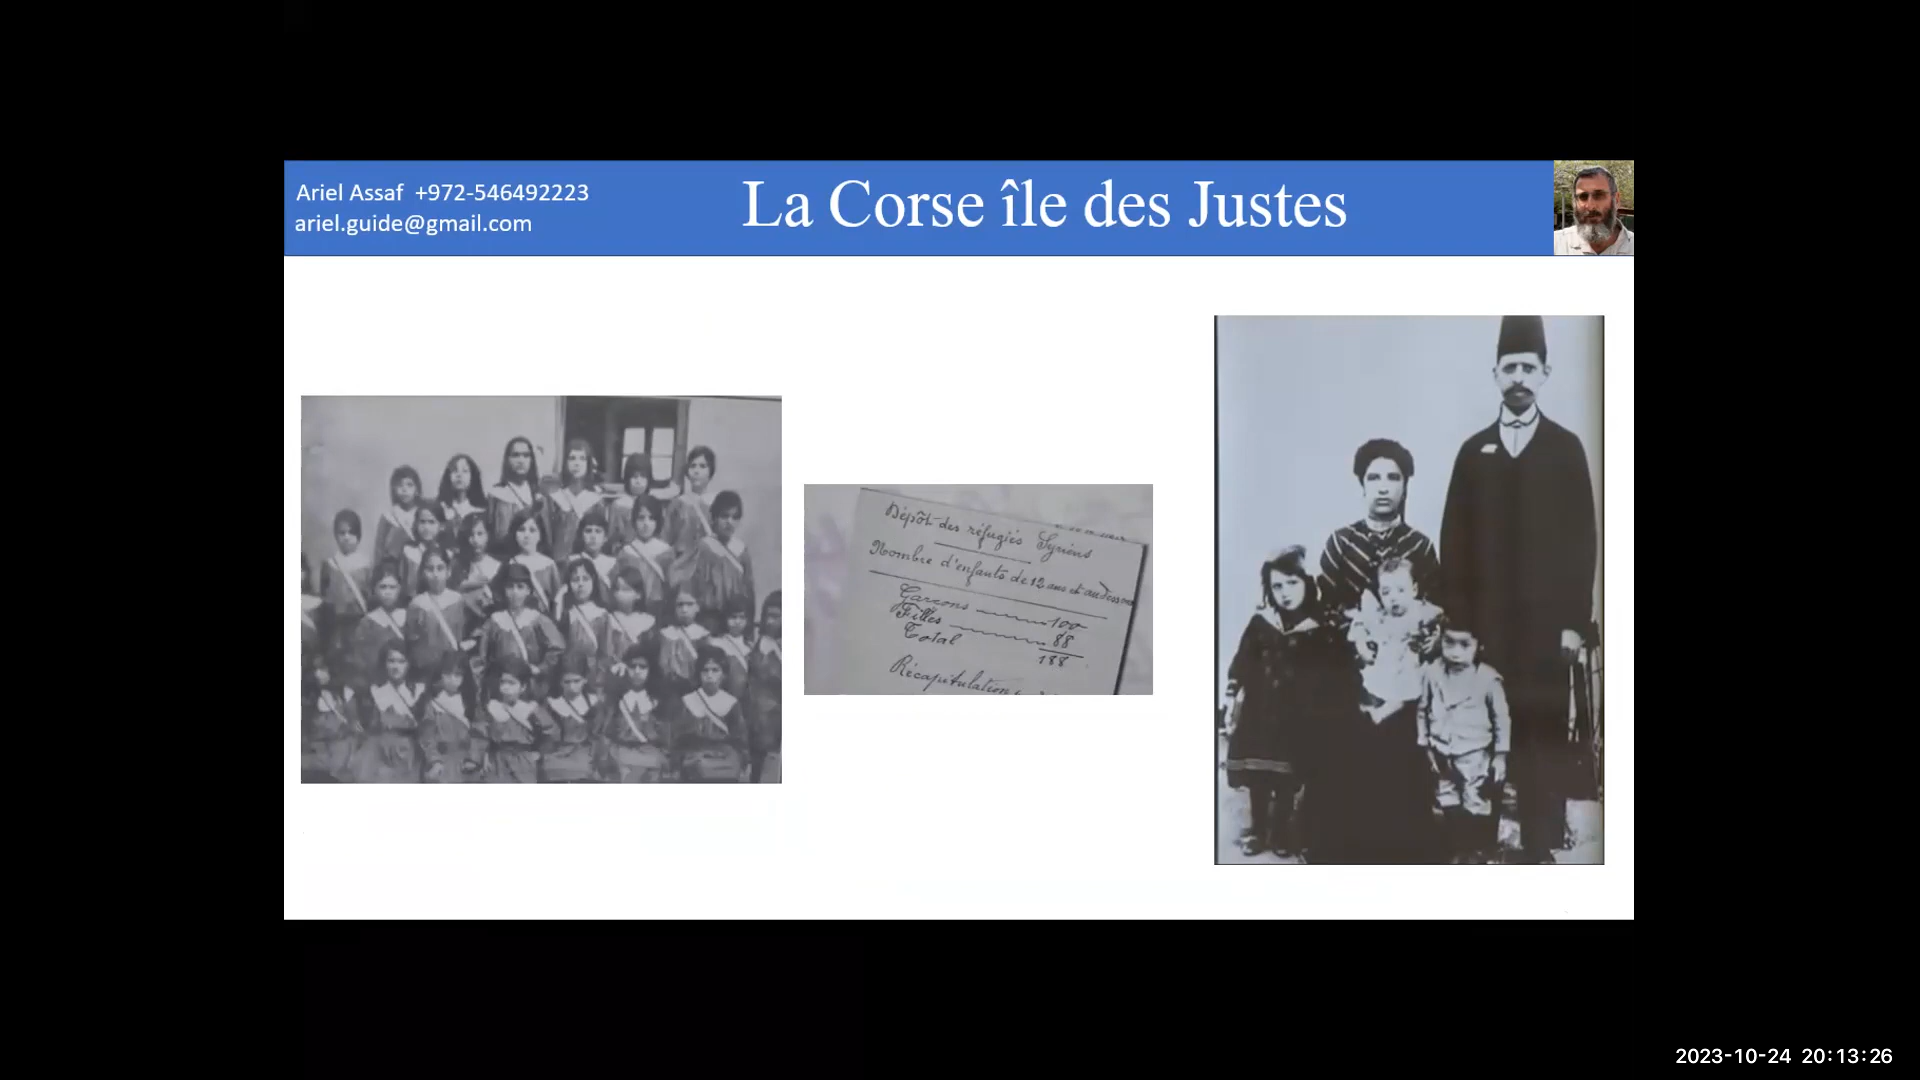 Ariel Assaf +972-546492223
ariel.guide@gmail.com
La Corse île des Justes
Dépôt des réfugiés Syriens
Nombre d'enfants de 12 ans et au dessous
Garçons 100
Filles 88
Total 188
Récapitulation
2023-10-24 20:13:26